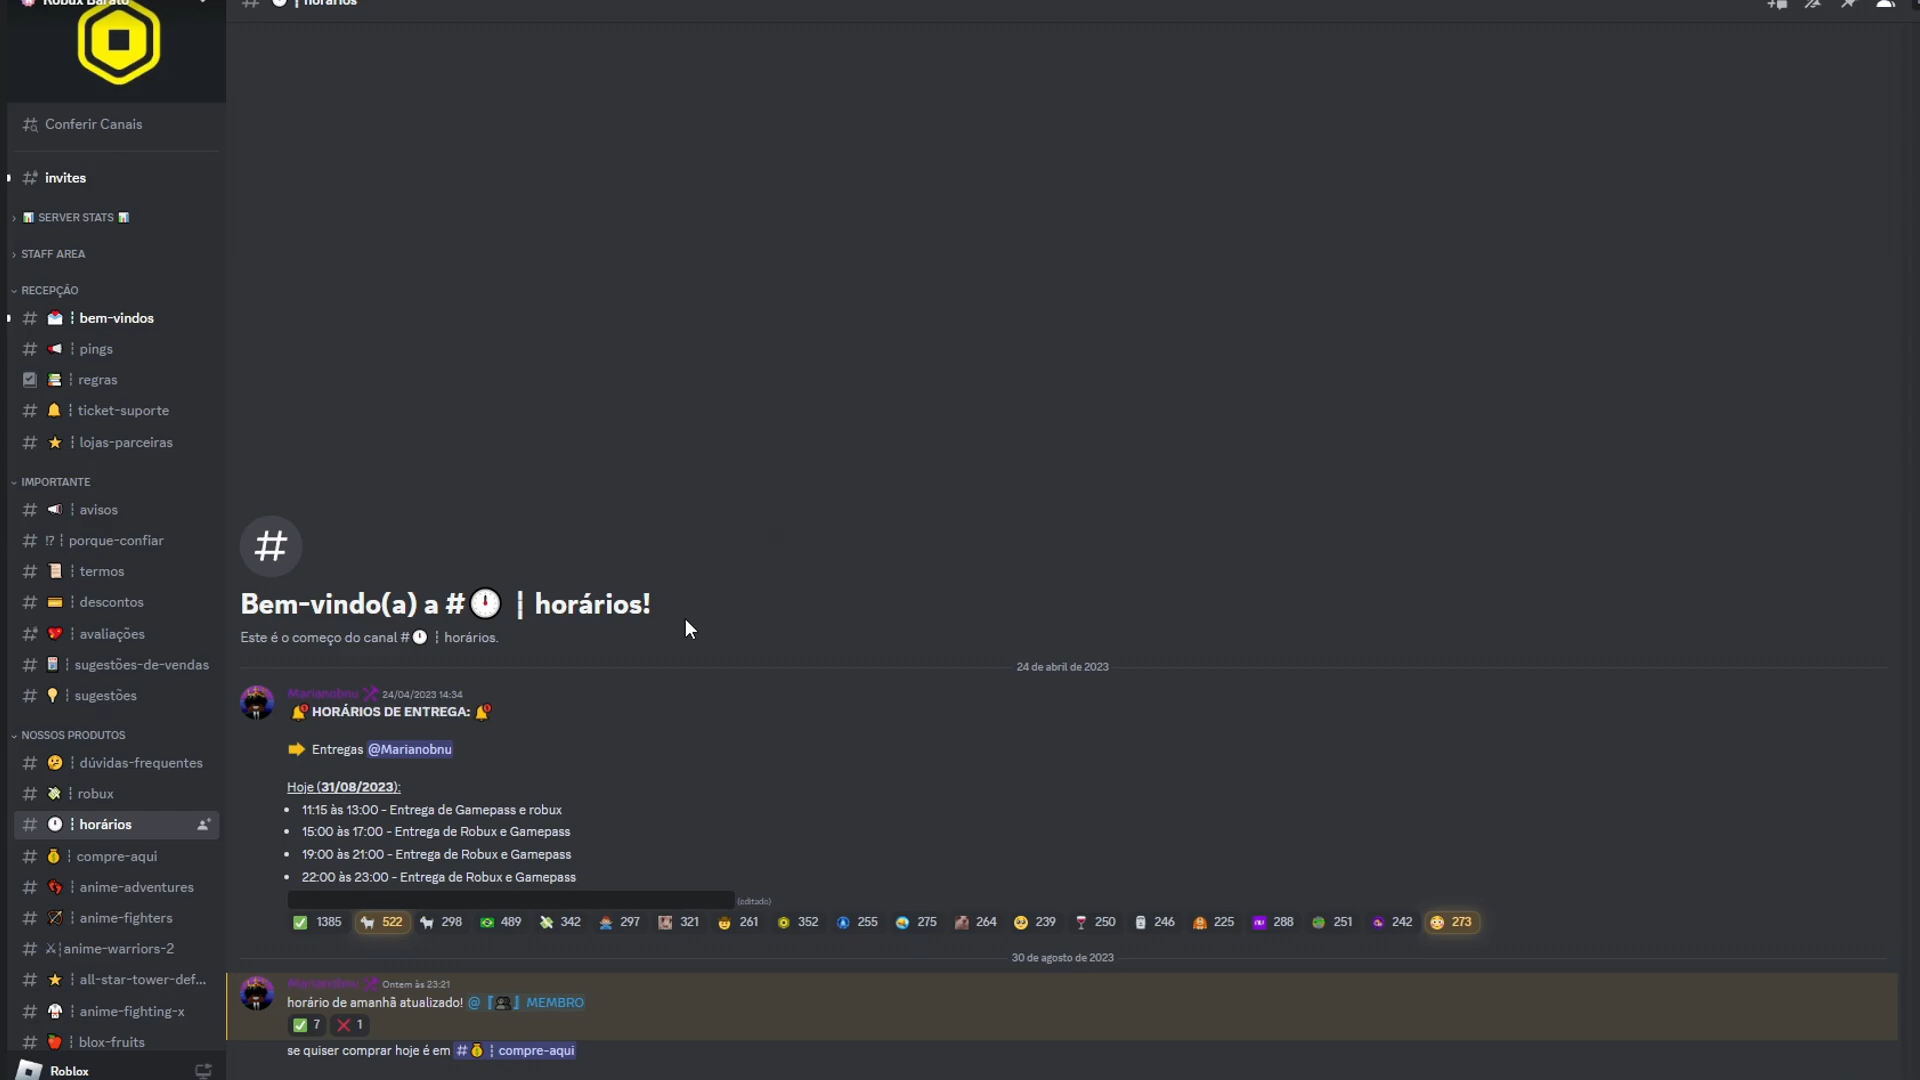 Robux Barato
┆ horários
Conferir Canais
invites
SERVER STATS
STAFF AREA
RECEPÇÃO
┆ bem-vindos
┆ pings
┆ regras
┆ ticket-suporte
┆ lojas-parceiras
IMPORTANTE
┆ avisos
⁉ ┆ porque-confiar
┆ termos
┆ descontos
┆ avaliações
┆ sugestões-de-vendas
┆ sugestões
NOSSOS PRODUTOS
┆ dúvidas-frequentes
┆ robux
┆ horários
┆ compre-aqui
┆ anime-adventures
┆ anime-fighters
┆ anime-warriors-2
┆ all-star-tower-def...
┆ anime-fighting-x
┆ blox-fruits
Roblox
#
Bem-vindo(a) a #🕛 ┆ horários!
Este é o começo do canal #🕛 ┆ horários.
24 de abril de 2023
Marianobnu 24/04/2023 14:34
HORÁRIOS DE ENTREGA:
Entregas @Marianobnu
Hoje (31/08/2023):
• 11:15 às 13:00 - Entrega de Gamepass e robux
• 15:00 às 17:00 - Entrega de Robux e Gamepass
• 19:00 às 21:00 - Entrega de Robux e Gamepass
• 22:00 às 23:00 - Entrega de Robux e Gamepass
(editado)
1385 522 298 489 342 297 321 261 352 255 275 264 239 250 246 225 288 251 242 273
30 de agosto de 2023
Marianobnu Ontem às 23:21
horário de amanhã atualizado! @ MEMBRO
7 1
se quiser comprar hoje é em # ┆ compre-aqui